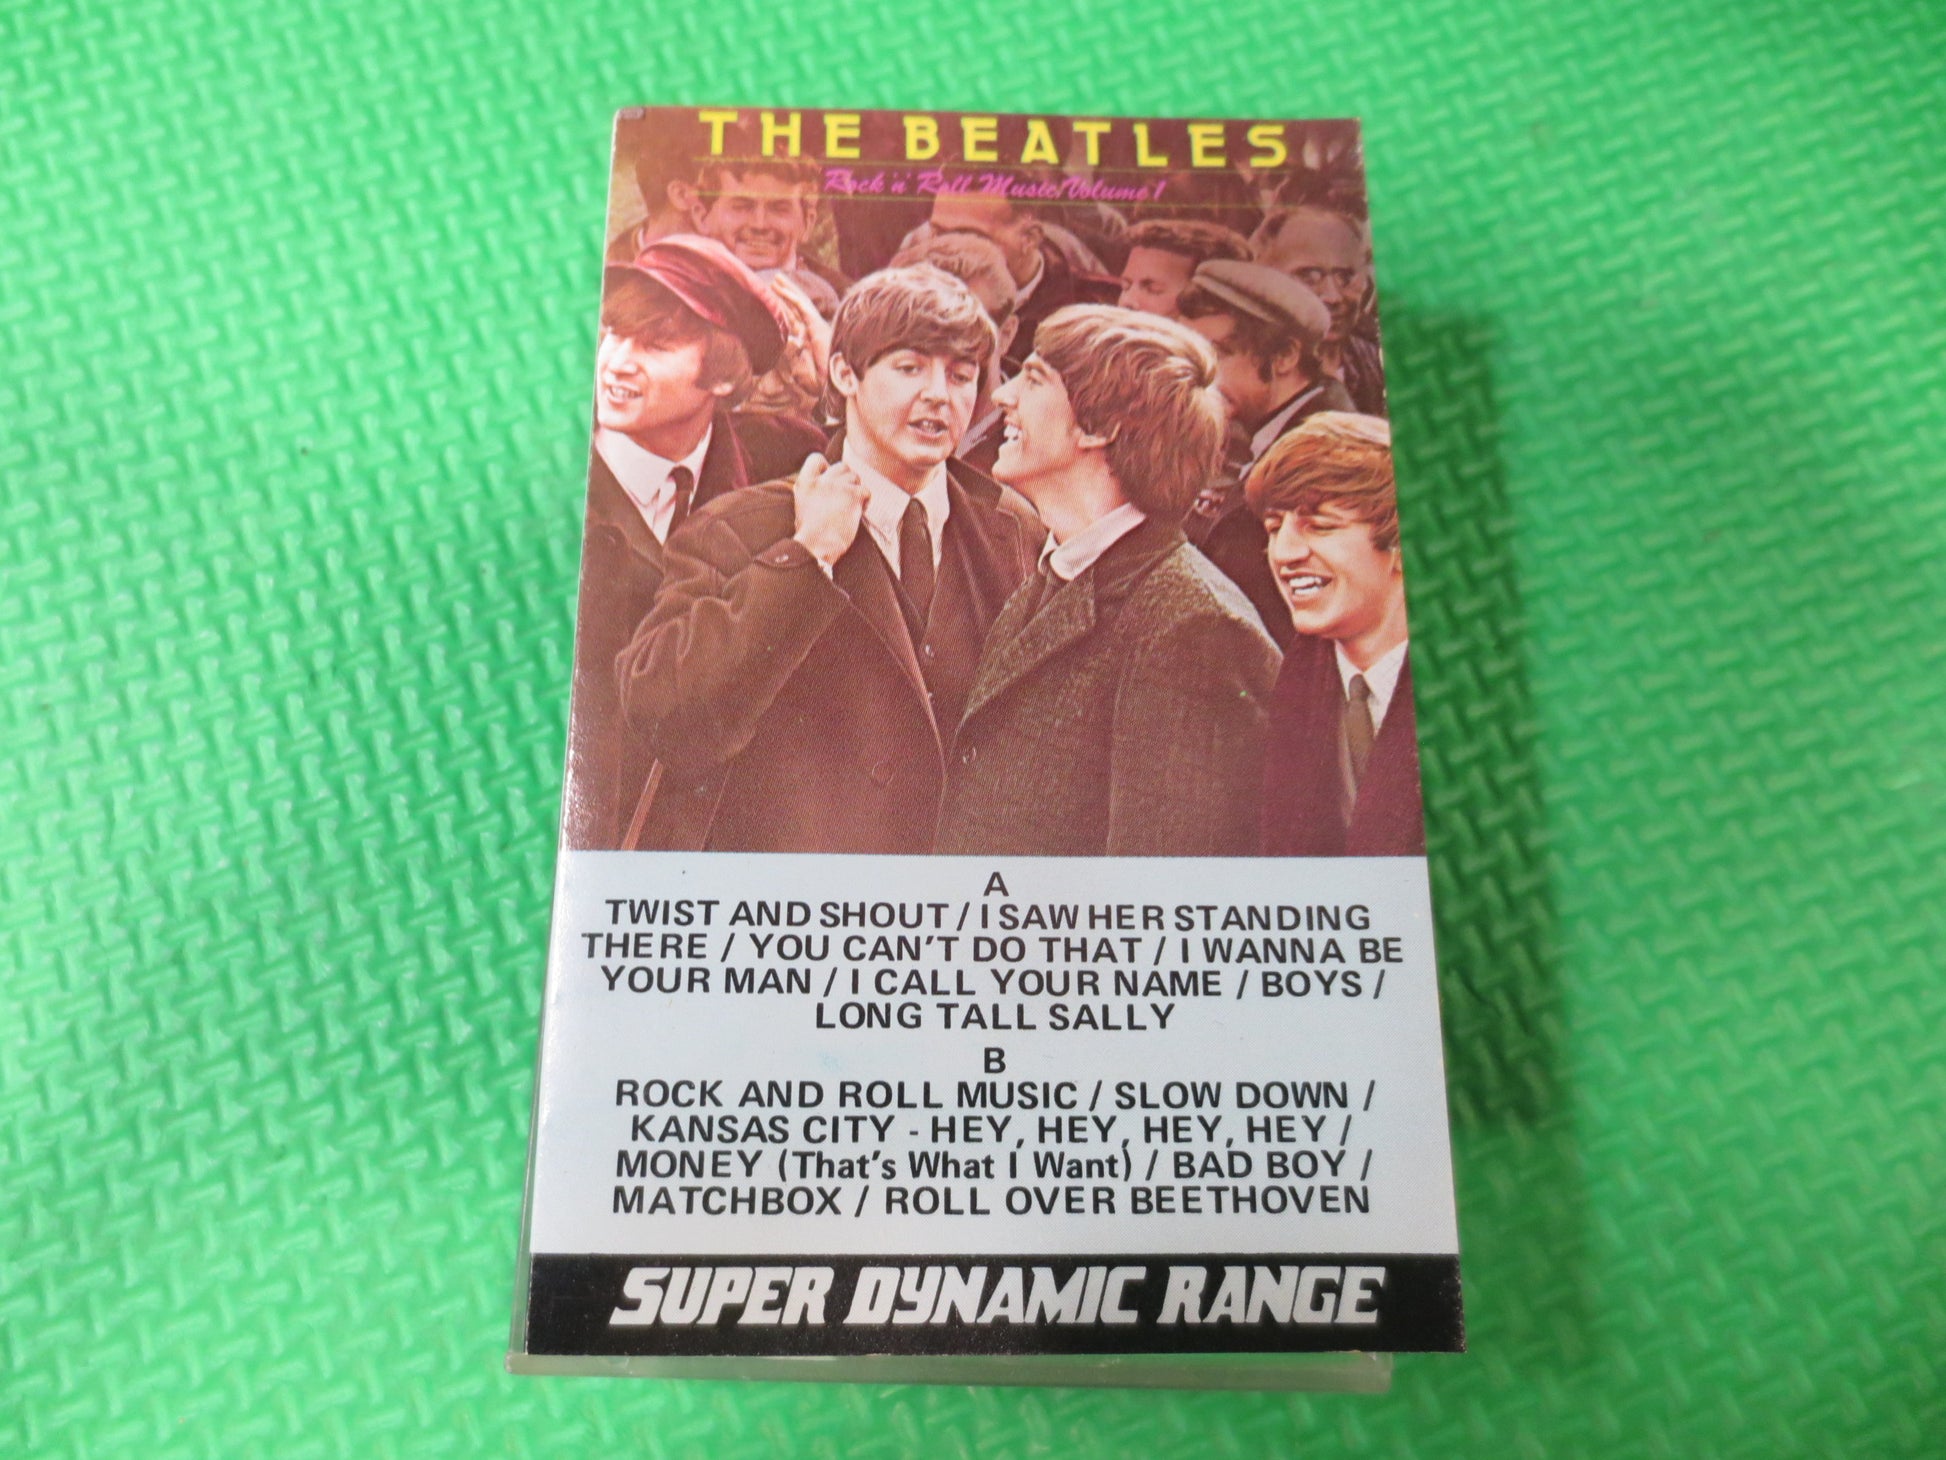 THE BEATLES
Rock 'n' Roll Music/Volume 1
A
TWIST AND SHOUT / I SAW HER STANDING
THERE / YOU CAN'T DO THAT / I WANNA BE
YOUR MAN / I CALL YOUR NAME / BOYS /
LONG TALL SALLY
B
ROCK AND ROLL MUSIC / SLOW DOWN /
KANSAS CITY - HEY, HEY, HEY, HEY /
MONEY (That's What I Want) / BAD BOY /
MATCHBOX / ROLL OVER BEETHOVEN
SUPER DYNAMIC RANGE